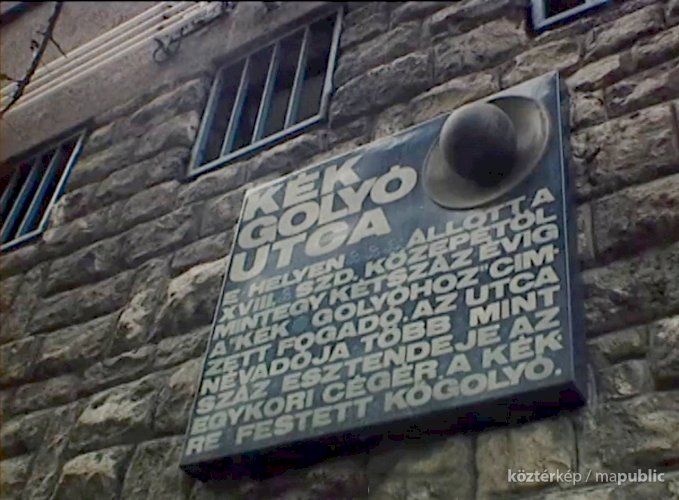 KÉK
GOLYÓ
UTCA
E HELYEN ÁLLOTT A
XVIII. SZD. KÖZEPÉTŐL
MINTEGY KÉTSZÁZ ÉVIG
A "KÉK GOLYÓHOZ" CIM-
ZETT FOGADÓ. AZ UTCA
NÉVADÓJA TÖBB MINT
SZÁZ ESZTENDEJE AZ
EGYKORI CÉGÉR A KÉK-
RE FESTETT KŐGOLYÓ.
köztérkép / mapublic